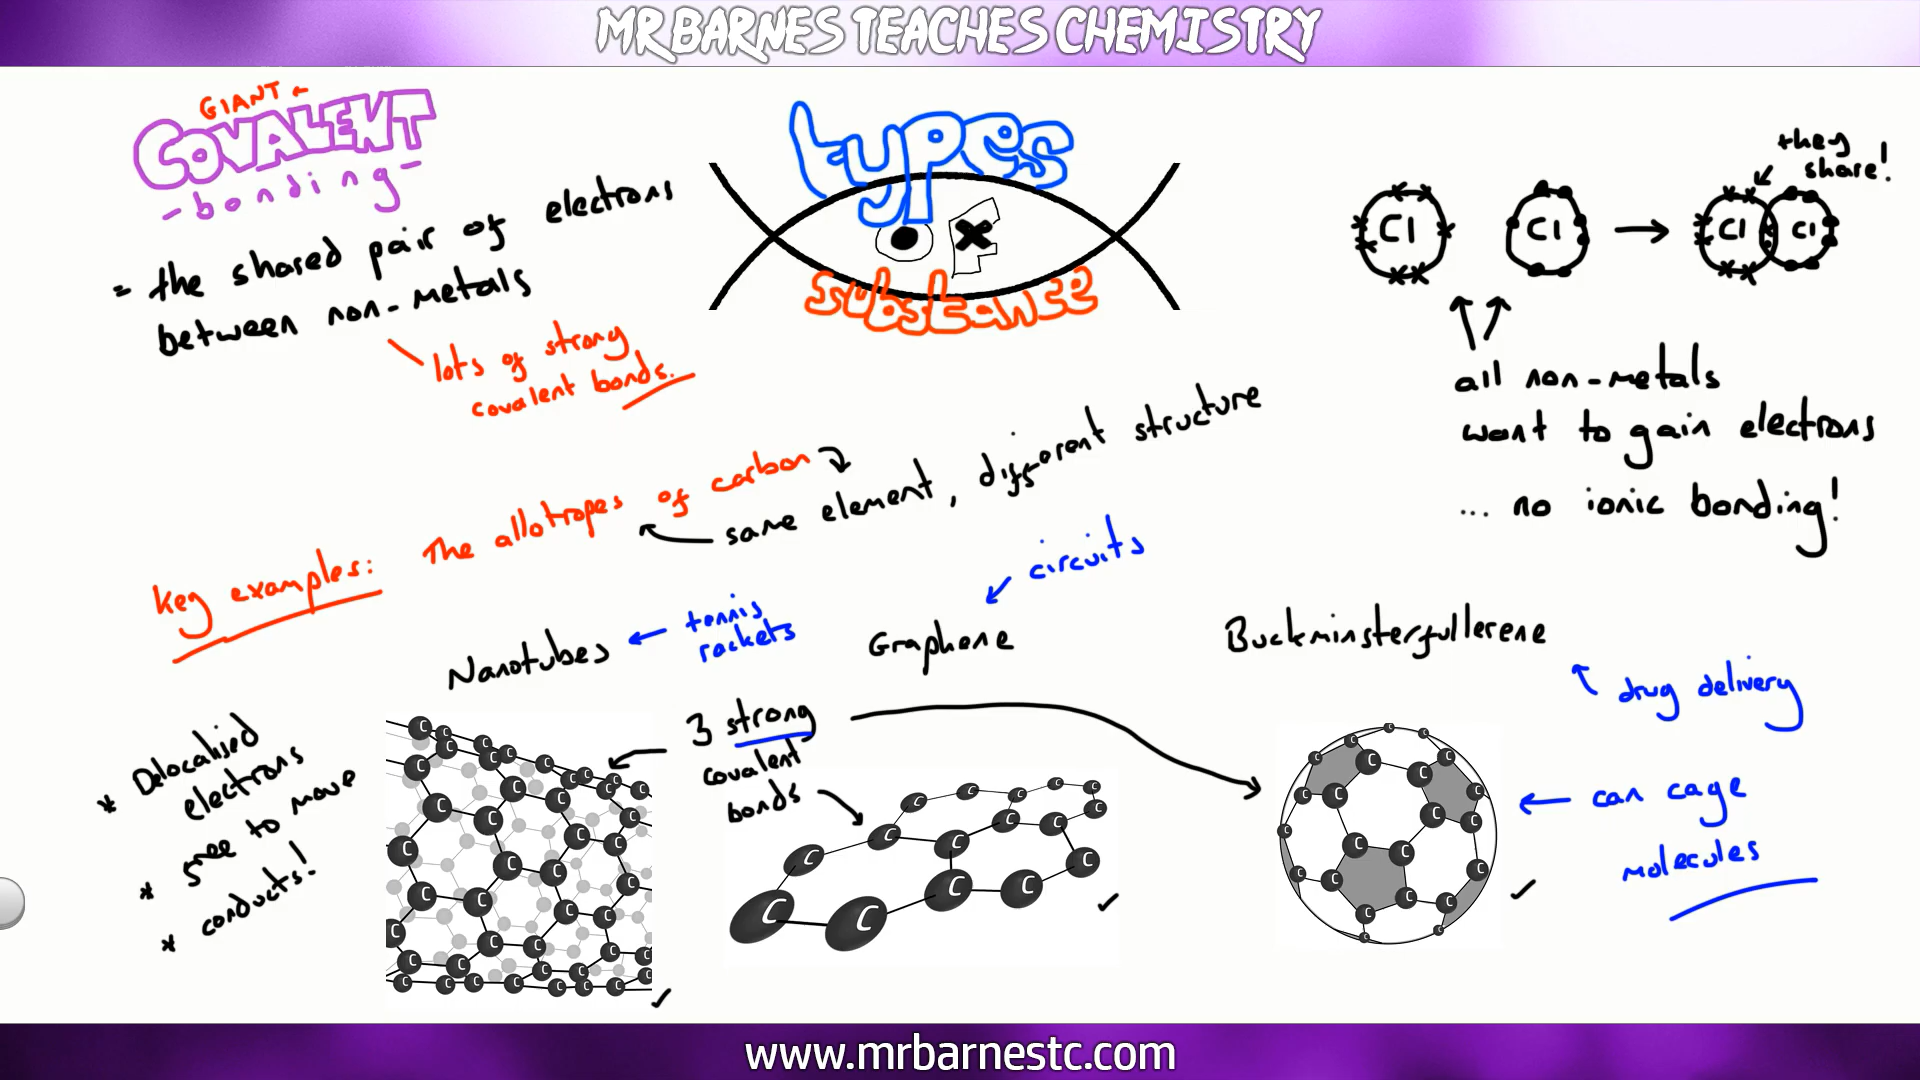 MR BARNES TEACHES CHEMISTRY
GIANT
COVALENT
- bonding -
= the shared pair of electrons
between non-metals
lots of strong
covalent bonds.
types
of
substance
they
share!
Cl
Cl
Cl
Cl
all non-metals
want to gain electrons
... no ionic bonding!
key examples: The allotropes of carbon
same element, different structure
Nanotubes
tennis
rackets
Graphene
circuits
Buckminsterfullerene
drug delivery
3 strong
covalent
bonds
* Delocalised
electrons
* free to move
* conducts!
can cage
molecules
www.mrbarnestc.com